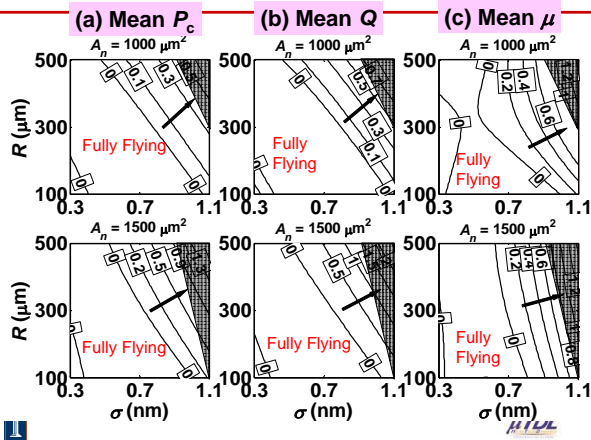 (a) Mean Pc (b) Mean Q (c) Mean μ
Aₙ = 1000 μm² Aₙ = 1000 μm² Aₙ = 1000 μm²
R (μm)
500 500 500
300 300 300
100 100 100
0 0.1 0.3
0 0.5 0.3 0.1 0
0 0.2 0.4 0.6 0
Fully Flying
Fully
Flying
Fully
Flying
0 0 0
0.3 0.7 1.1 0.3 0.7 1.1 0.3 0.7 1.1
Aₙ = 1500 μm² Aₙ = 1500 μm² Aₙ = 1500 μm²
R (μm)
500 500 500
300 300 300
100 100 100
0 0.2 0.5
0 0.5
0.2 0.4 0.6 0.8
Fully Flying
Fully Flying
Fully
Flying
0 0 0 0 0
0.3 0.7 1.1 0.3 0.7 1.1 0.3 0.7 1.1
σ (nm) σ (nm) σ (nm)